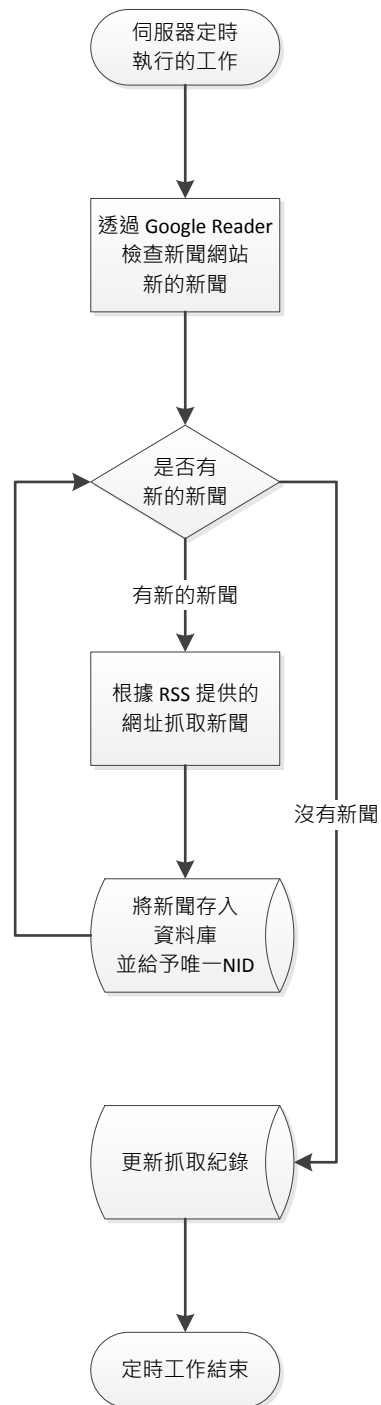 伺服器定時
執行的工作
透過 Google Reader
檢查新聞網站
新的新聞
是否有
新的新聞
有新的新聞
根據 RSS 提供的
網址抓取新聞
沒有新聞
將新聞存入
資料庫
並給予唯一NID
更新抓取紀錄
定時工作結束